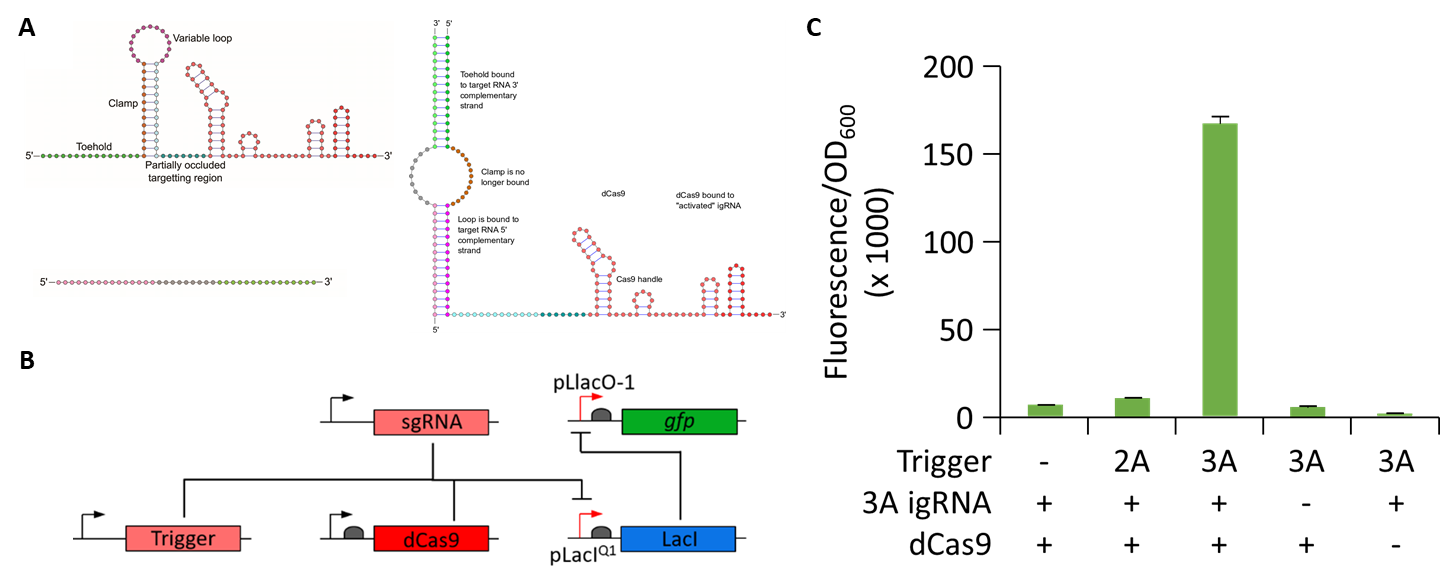 A
Variable loop
Clamp
5'
Toehold
3'
Partially occluded
targetting region
5'
3'
3' 5'
Toehold bound
to target RNA 3'
complementary
strand
Clamp is no
longer bound
Loop is bound to
target RNA 5'
complementary
strand
dCas9
dCas9 bound to
"activated" igRNA
Cas9 handle
3'
5'
B
sgRNA
pLlacO-1
gfp
Trigger
dCas9
pLacIQ1
LacI
C
Fluorescence/OD600
(x 1000)
200
150
100
50
0
Trigger - 2A 3A 3A 3A
3A igRNA + + + - +
dCas9 + + + + -